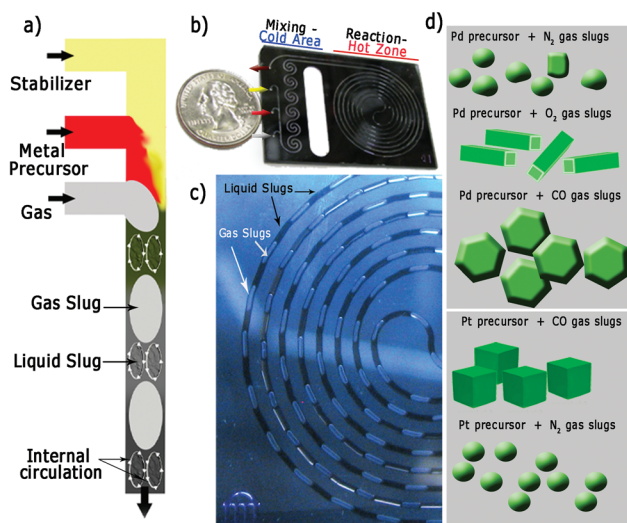 a)
Stabilizer
Metal
Precursor
Gas
Gas Slug
Liquid Slug
Internal
circulation
b)
Mixing - Reaction-
Cold Area Hot Zone
c)
Liquid Slugs
Gas Slugs
d)
Pd precursor + N₂ gas slugs
Pd precursor + O₂ gas slugs
Pd precursor + CO gas slugs
Pt precursor + CO gas slugs
Pt precursor + N₂ gas slugs